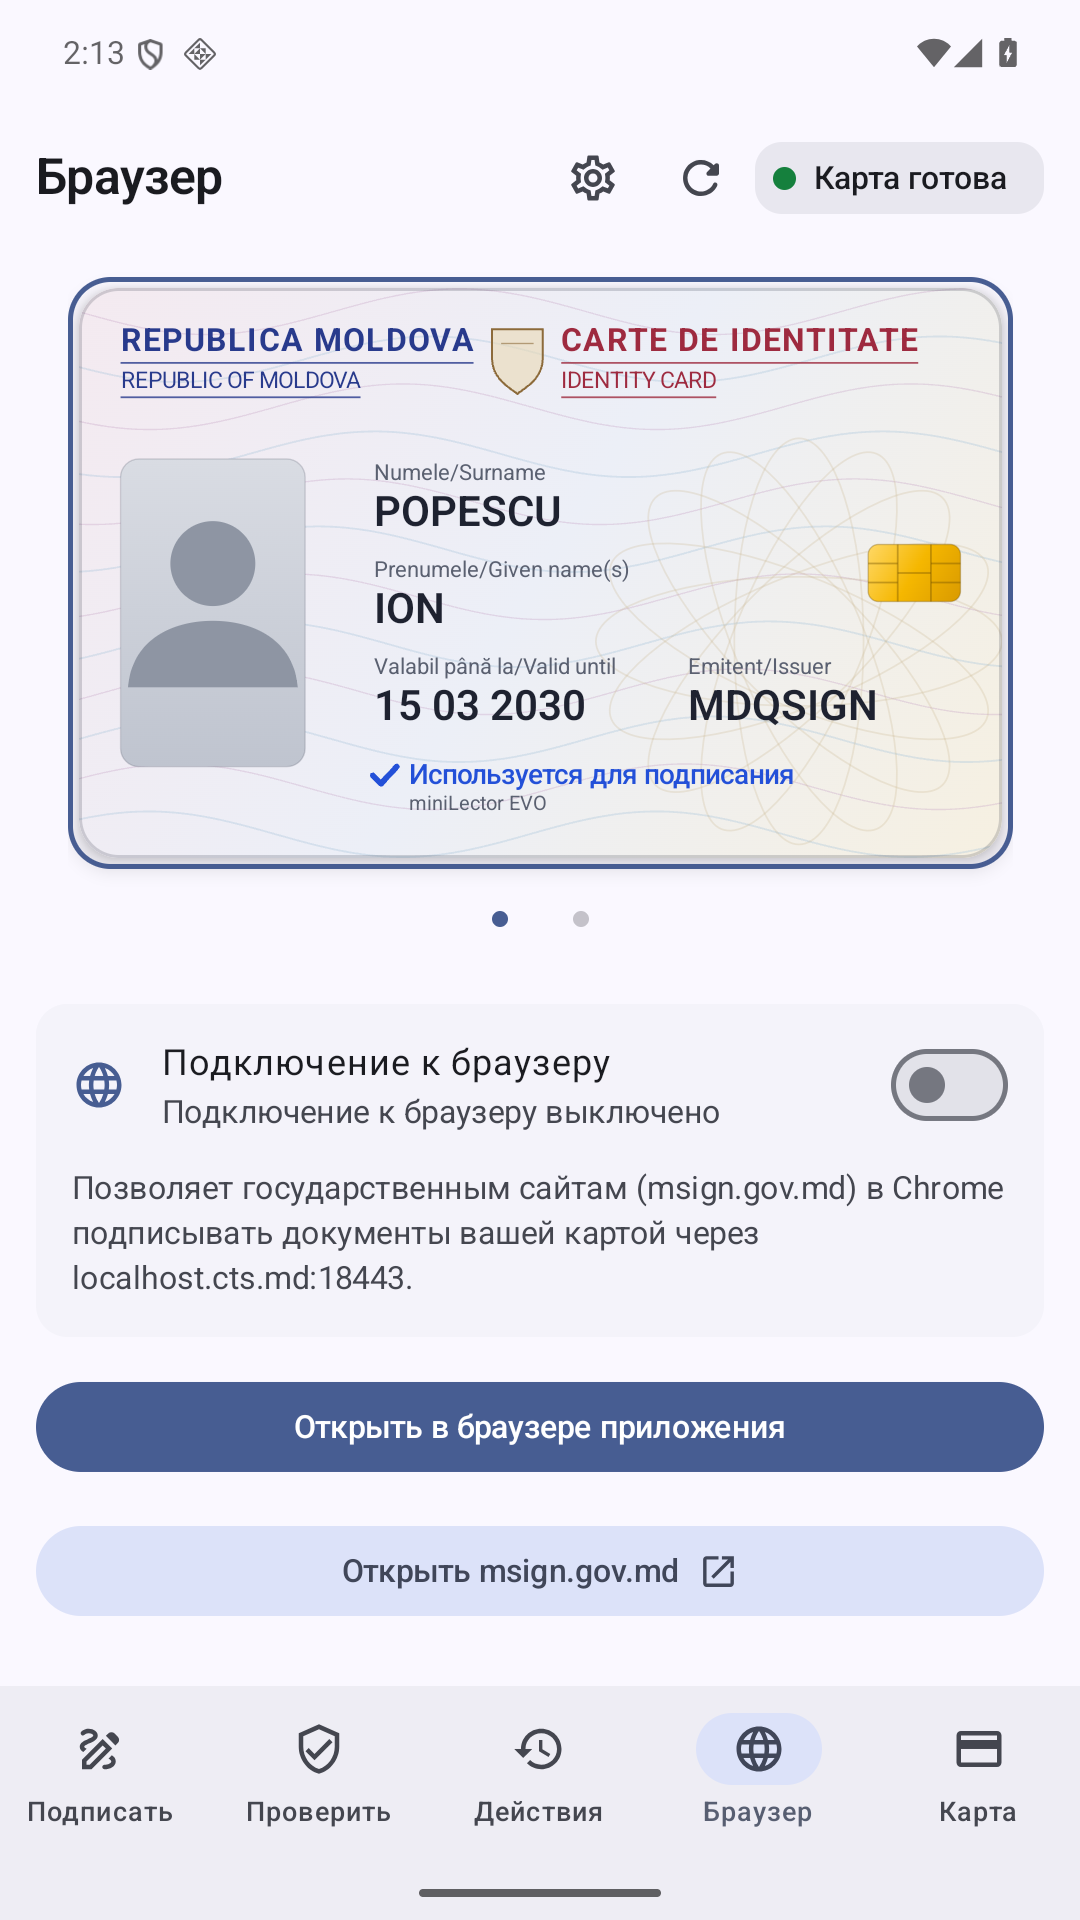 2:13
Браузер
Карта готова
REPUBLICA MOLDOVA
REPUBLIC OF MOLDOVA
CARTE DE IDENTITATE
IDENTITY CARD
Numele/Surname
POPESCU
Prenumele/Given name(s)
ION
Valabil până la/Valid until
15 03 2030
Emitent/Issuer
MDQSIGN
Используется для подписания
miniLector EVO
Подключение к браузеру
Подключение к браузеру выключено
Позволяет государственным сайтам (msign.gov.md) в Chrome
подписывать документы вашей картой через
localhost.cts.md:18443.
Открыть в браузере приложения
Открыть msign.gov.md
Подписать
Проверить
Действия
Браузер
Карта